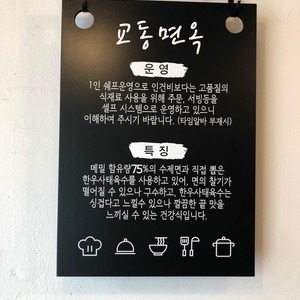 교동면옥
운영
1인 쉐프운영으로 인건비보다는 고품질의
식재료 사용을 위해 주문, 서빙등을
셀프 시스템으로 운영하고 있으니
이해하여 주시기 바랍니다. (타임알바 부재시)
특징
메밀 함유량75%의 수제면과 직접 뽑은
한우사태육수를 사용하고 있어, 면의 찰기가
떨어질 수 있으나 구수하고, 한우사태육수는
싱겁다고 느낄수 있으나 깔끔한 끝 맛을
느끼실 수 있는 건강식입니다.